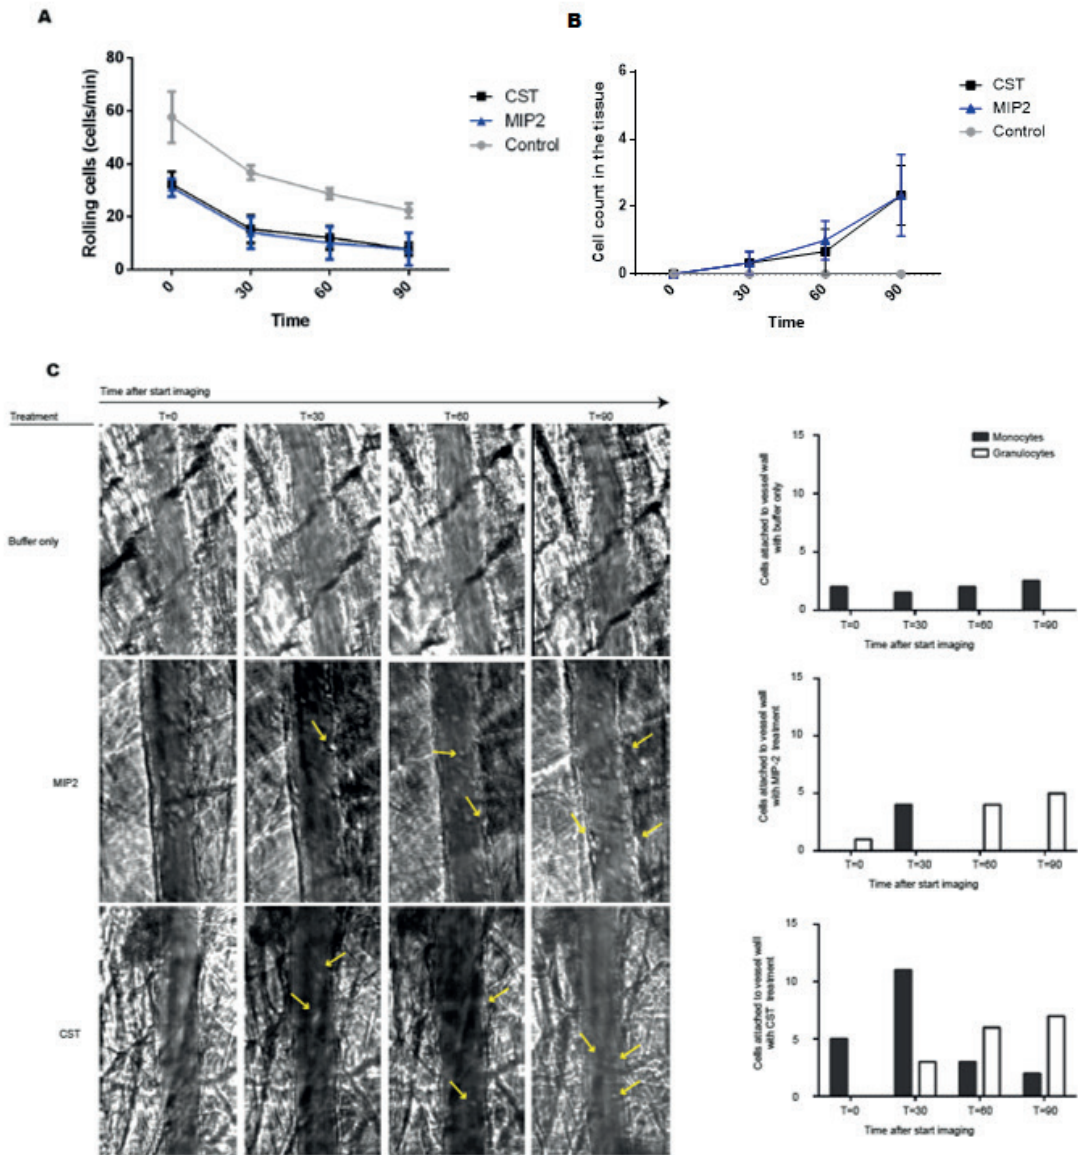 A
Rolling cells (cells/min)
80
60
40
20
0
0
30
60
90
Time
CST
MIP2
Control
B
Cell count in the tissue
6
4
2
0
0
30
60
90
Time
CST
MIP2
Control
C
Time after start imaging
Treatment
T=0
T=30
T=60
T=90
Buffer only
MIP2
CST
Cells attached to vessel wall
with buffer only
15
10
5
0
Monocytes
Granulocytes
T=0
T=30
T=60
T=90
Time after start imaging
Cells attached to vessel wall
with MIP-2 treatment
15
10
5
0
T=0
T=30
T=60
T=90
Time after start imaging
Cells attached to vessel wall
with CST treatment
15
10
5
0
T=0
T=30
T=60
T=90
Time after start imaging